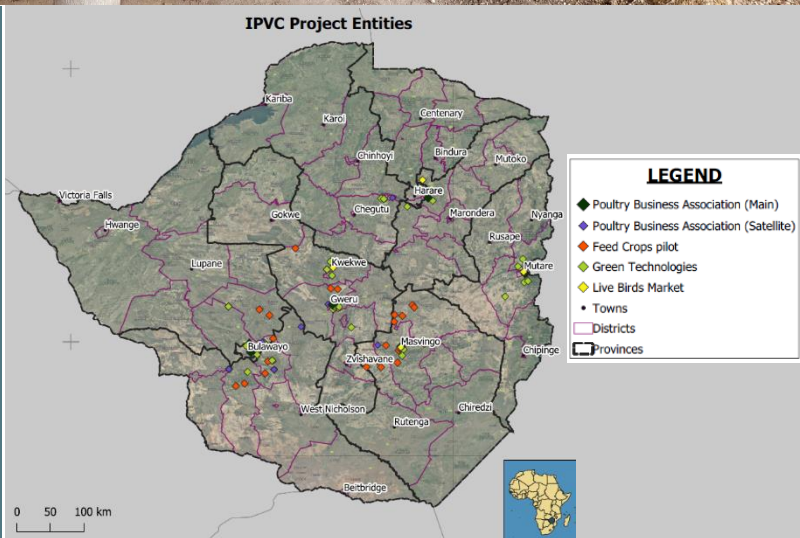 IPVC Project Entities
Kariba
Karoi
Centenary
Chinhoyi
Bindura
Mutoko
Victoria Falls
Harare
Hwange
Gokwe
Chegutu
Marondera
Nyanga
Rusape
Lupane
Kwekwe
Mutare
Gweru
Bulawayo
Zvishavane
Masvingo
Chipinge
West Nicholson
Rutenga
Chiredzi
Beitbridge
0 50 100 km
LEGEND
Poultry Business Association (Main)
Poultry Business Association (Satellite)
Feed Crops pilot
Green Technologies
Live Birds Market
Towns
Districts
Provinces